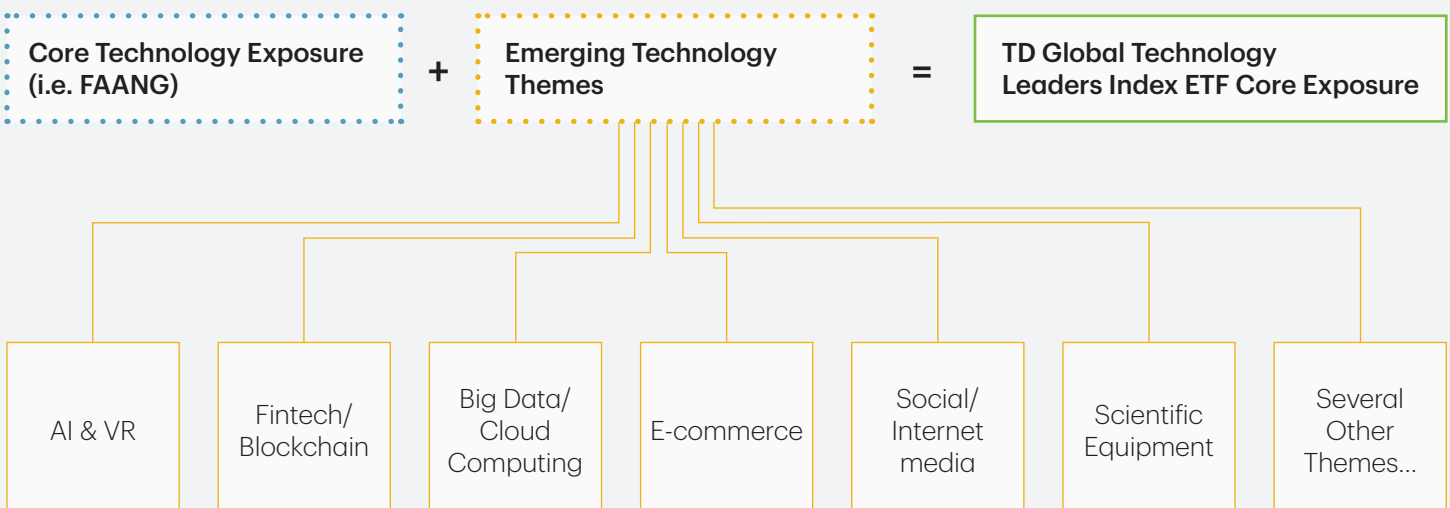 Core Technology Exposure
(i.e. FAANG)
+
Emerging Technology
Themes
=
TD Global Technology
Leaders Index ETF Core Exposure
AI & VR
Fintech/
Blockchain
Big Data/
Cloud
Computing
E-commerce
Social/
Internet
media
Scientific
Equipment
Several
Other
Themes...